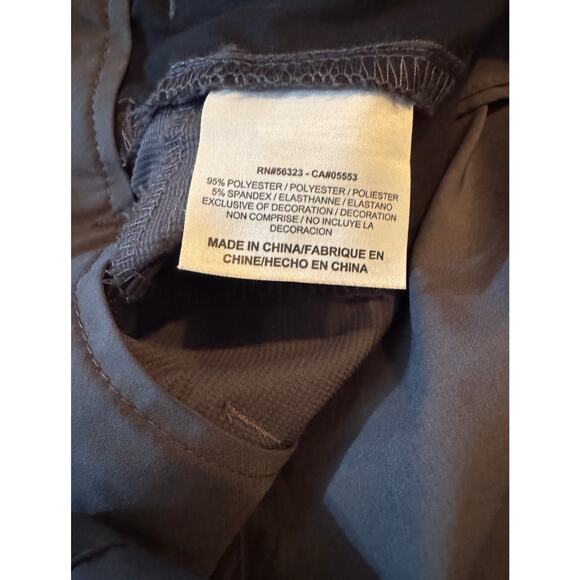 RN#56323 - CA#05553
95% POLYESTER / POLYESTER / POLIESTER
5% SPANDEX / ELASTHANNE / ELASTANO
EXCLUSIVE OF DECORATION / DECORATION
NON COMPRISE / NO INCLUYE LA
DECORACION
MADE IN CHINA/FABRIQUE EN
CHINE/HECHO EN CHINA